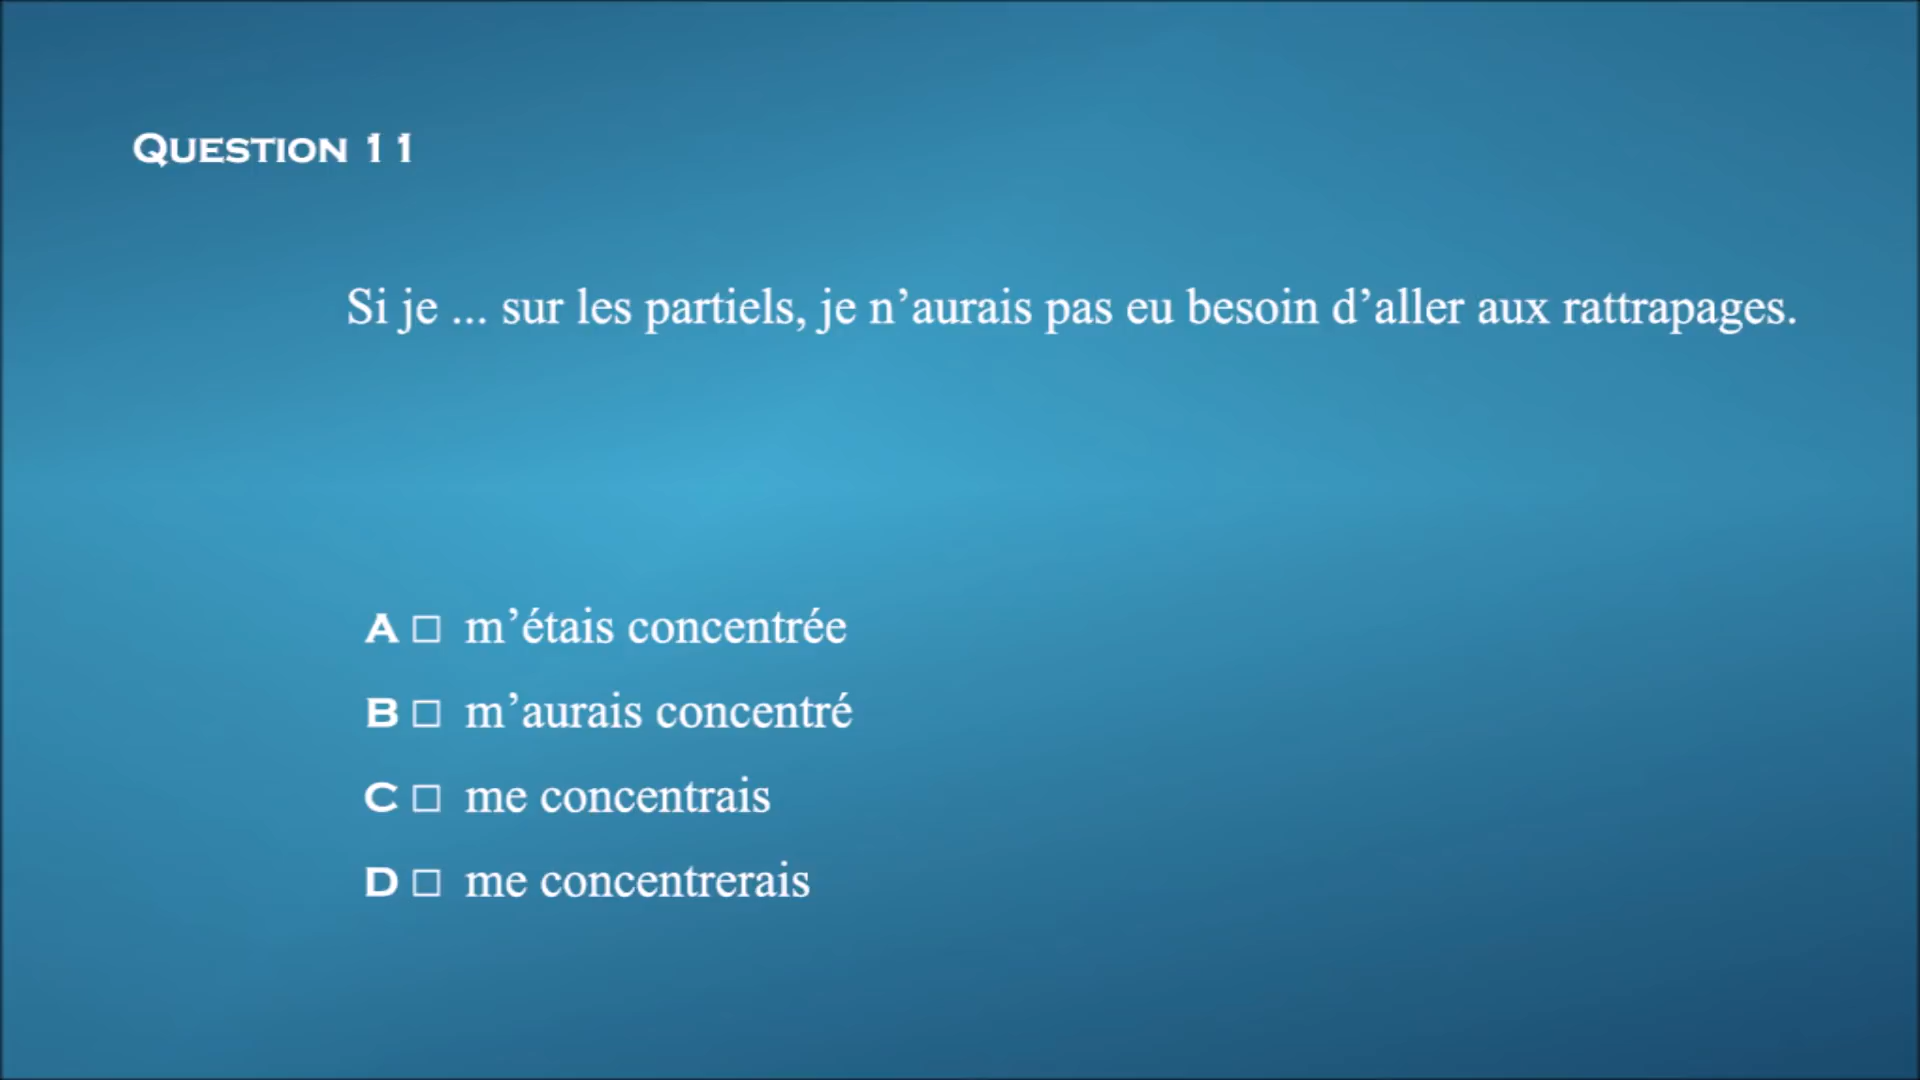 Question 11
Si je ... sur les partiels, je n’aurais pas eu besoin d’aller aux rattrapages.
A □ m’étais concentrée
B □ m’aurais concentré
C □ me concentrais
D □ me concentrerais